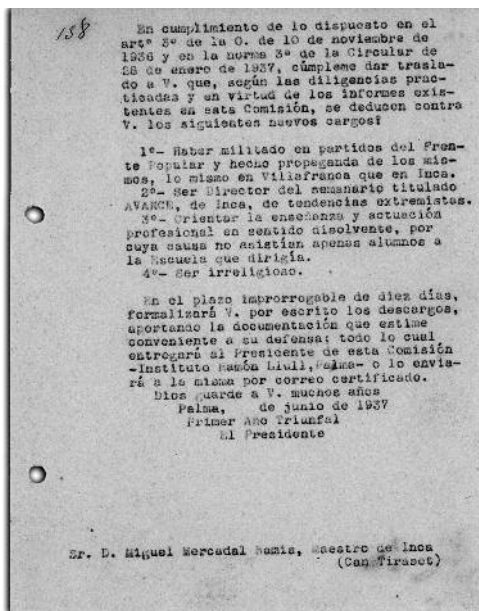 138
En cumplimiento de lo dispuesto en el
artº 3º de la O. de 10 de noviembre de
1936 y en la norma 3ª de la Circular de
28 de enero de 1937, cúmpleme dar trasla-
do a V. que, según las diligencias prac-
ticadas y en virtud de los informes exis-
tentes en esta Comisión, se deducen contra
V. los siguientes nuevos cargos:
1º- Haber militado en partidos del Fren-
te Popular y hecho propaganda de los mis-
mos, lo mismo en Villafranca que en Inca.
2º- Ser Director del semanario titulado
AVANCE, de Inca, de tendencias extremistas.
3º- Orientar la enseñanza y actuación
profesional en sentido disolvente, por
cuya causa no asistían apenas alumnos a
la Escuela que dirigía.
4º- Ser irreligioso.
En el plazo improrrogable de diez días,
formalizará V. por escrito los descargos,
aportando la documentación que estime
conveniente a su defensa; todo lo cual
entregará al Presidente de esta Comisión
-Instituto Ramón Llull, Palma- o lo envia-
rá a la misma por correo certificado.
Dios guarde a V. muchos años
Palma, de junio de 1937
Primer Año Triunfal
El Presidente
Sr. D. Miguel Mercadal Ramis, Maestro de Inca
(Can Tiraset)